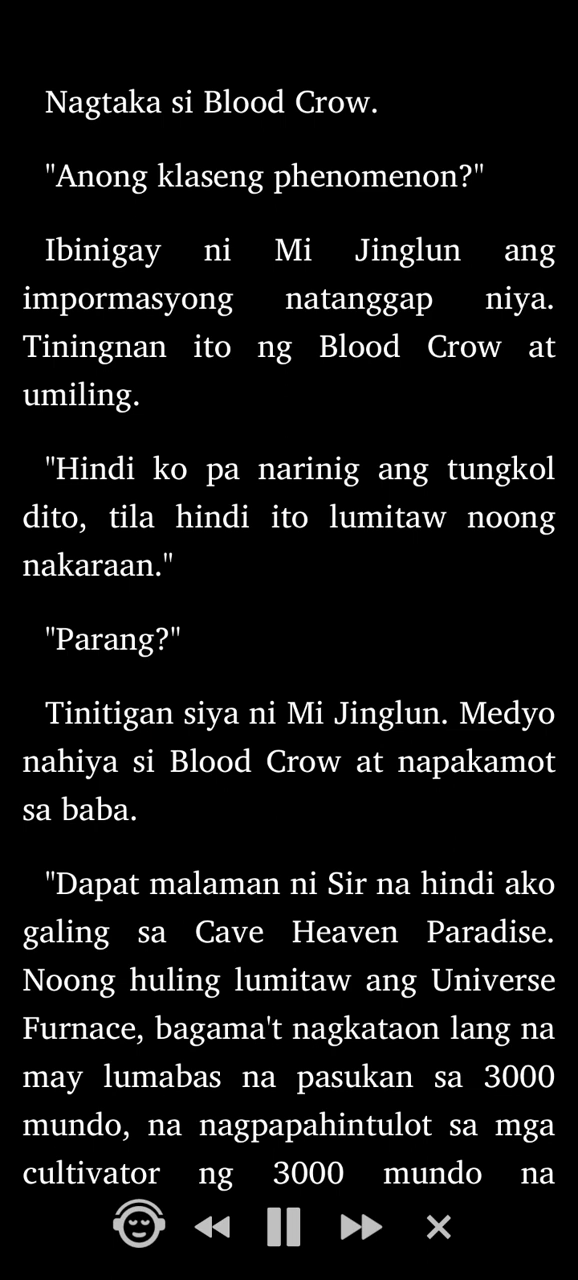 Nagtaka si Blood Crow.
"Anong klaseng phenomenon?"
Ibinigay ni Mi Jinglun ang
impormasyong natanggap niya.
Tiningnan ito ng Blood Crow at
umiling.
"Hindi ko pa narinig ang tungkol
dito, tila hindi ito lumitaw noong
nakaraan."
"Parang?"
Tinitigan siya ni Mi Jinglun. Medyo
nahiya si Blood Crow at napakamot
sa baba.
"Dapat malaman ni Sir na hindi ako
galing sa Cave Heaven Paradise.
Noong huling lumitaw ang Universe
Furnace, bagama't nagkataon lang na
may lumabas na pasukan sa 3000
mundo, na nagpapahintulot sa mga
cultivator ng 3000 mundo na